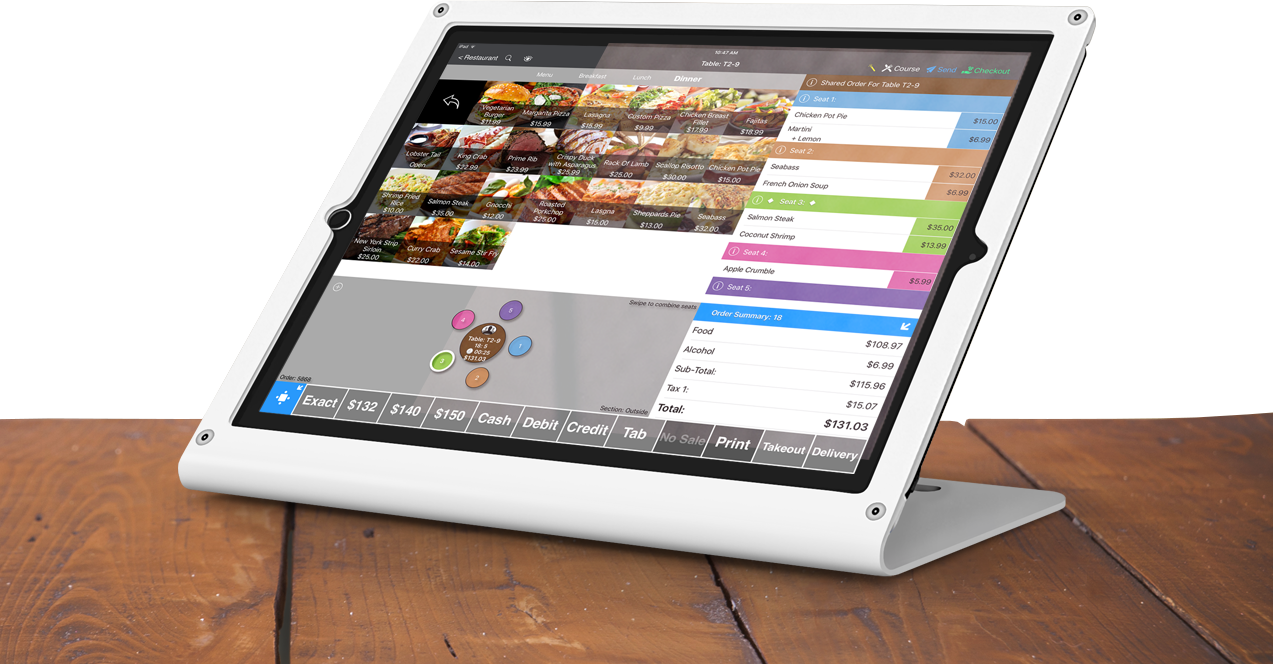 iPad
10:47 AM
< Restaurant
Table: T2-9
Course
Send
Checkout
Menu
Breakfast
Lunch
Dinner
Vegetarian
Burger
$11.99
Margarita Pizza
$15.99
Lasagna
$15.99
Custom Pizza
$9.99
Chicken Breast
Fillet
$17.99
Fajitas
$18.99
Lobster Tail
Open
King Crab
$22.99
Prime Rib
$23.99
Crispy Duck
with Asparagus
$25.99
Rack Of Lamb
$25.00
Scallop Risotto
$30.00
Chicken Pot Pie
$15.00
Shrimp Fried
Rice
$10.00
Salmon Steak
$35.00
Gnocchi
$12.00
Roasted
Porkchop
$25.00
Lasgna
$15.00
Sheppards Pie
$13.00
Seabass
$32.00
New York Strip
Sirloin
$25.00
Curry Crab
$22.00
Sesame Stir Fry
$14.00
Shared Order For Table T2-9
Seat 1:
Chicken Pot Pie $15.00
Martini $6.99
+ Lemon
Seat 2:
Seabass $32.00
French Onion Soup $6.99
Seat 3:
Salmon Steak $35.00
Coconut Shrimp $13.99
Seat 4:
Apple Crumble $5.99
Seat 5:
Swipe to combine seats
5
4
1
3
2
Table: T2-9
18: 5
00:25
$131.03
Order: 5868
Section: Outside
Order Summary: 18
Food $108.97
Alcohol $6.99
Sub-Total: $115.96
Tax 1: $15.07
Total: $131.03
Exact
$132
$140
$150
Cash
Debit
Credit
Tab
No Sale
Print
Takeout
Delivery